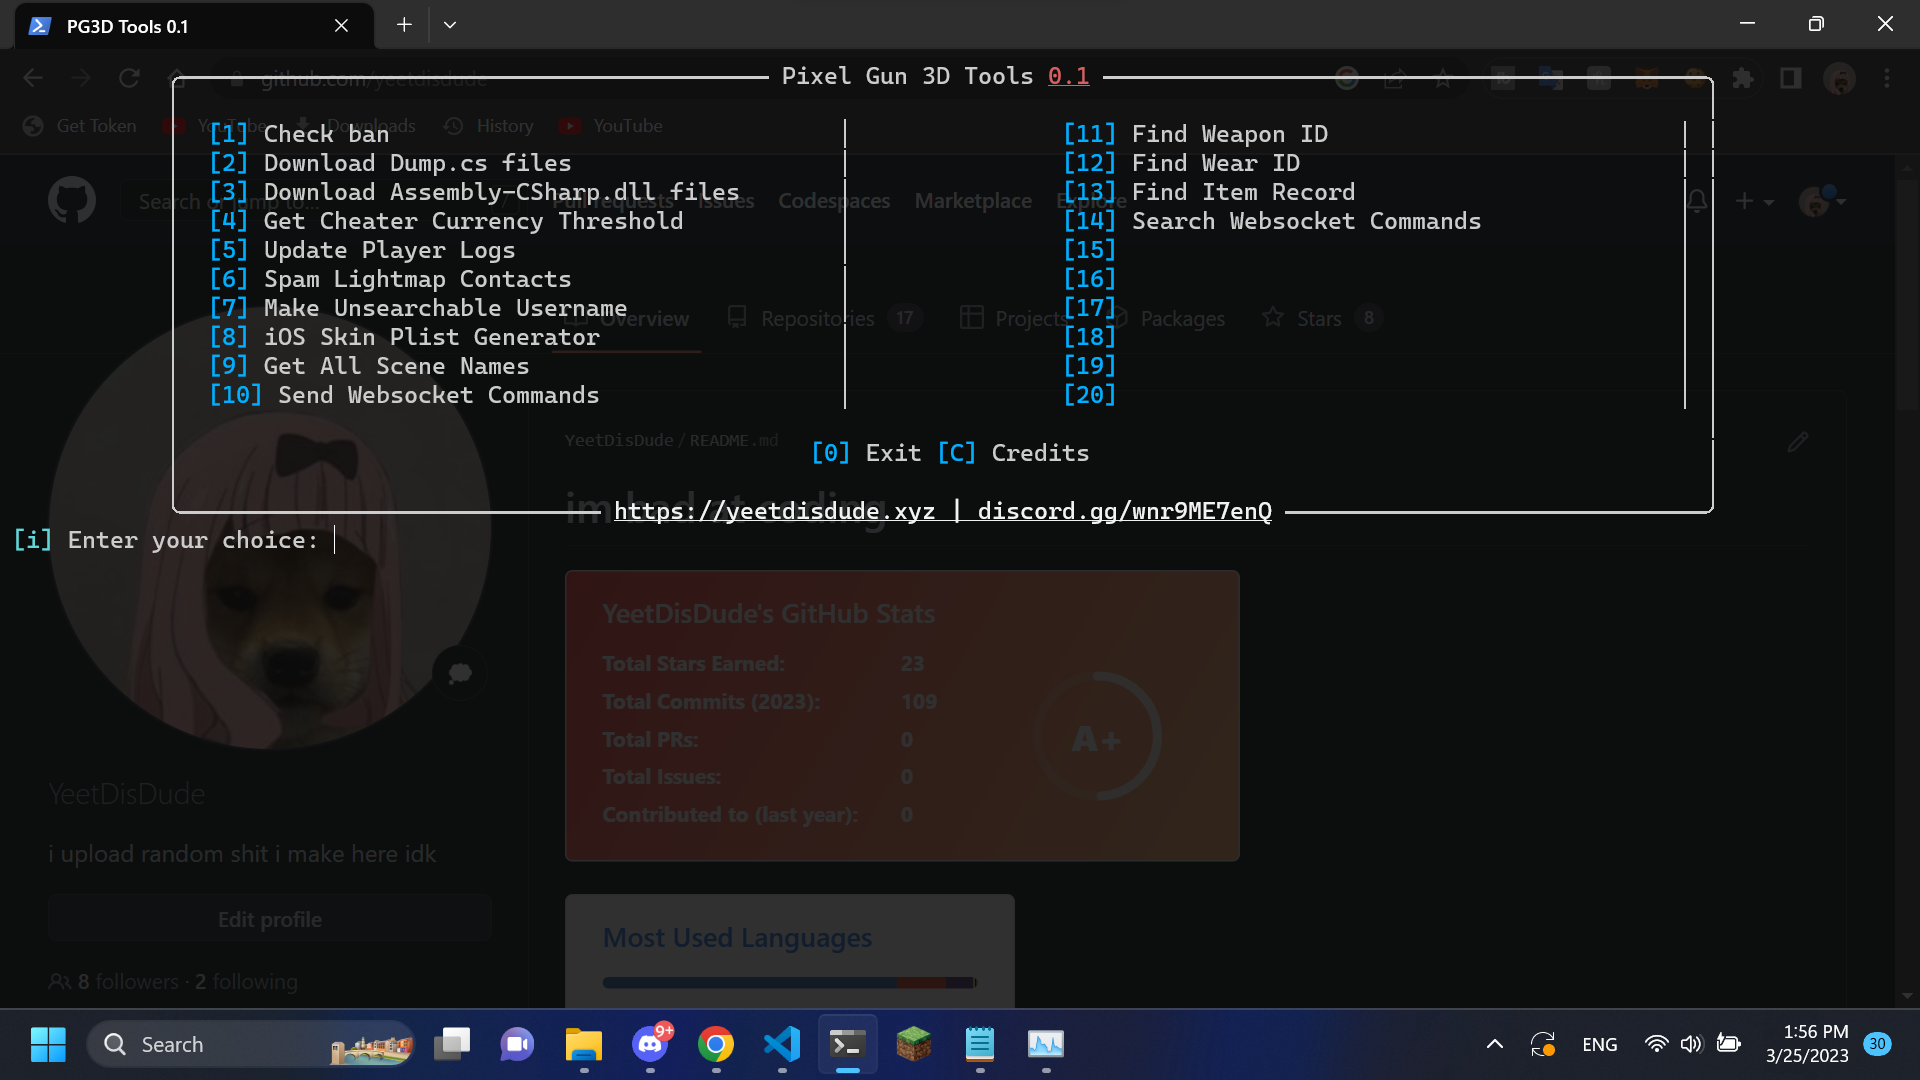 PG3D Tools 0.1
github.com/yeetdisdude
Pixel Gun 3D Tools 0.1
Get Token
YouTube
Downloads
History
YouTube
[1] Check ban
[2] Download Dump.cs files
[3] Download Assembly-CSharp.dll files
[4] Get Cheater Currency Threshold
[5] Update Player Logs
[6] Spam Lightmap Contacts
[7] Make Unsearchable Username
[8] iOS Skin Plist Generator
[9] Get All Scene Names
[10] Send Websocket Commands
[11] Find Weapon ID
[12] Find Wear ID
[13] Find Item Record
[14] Search Websocket Commands
[15]
[16]
[17]
[18]
[19]
[20]
Search or jump to...
Pull requests Issues Codespaces Marketplace Explore
Overview Repositories 17 Projects Packages Stars 8
[0] Exit [C] Credits
https://yeetdisdude.xyz | discord.gg/wnr9ME7enQ
[i] Enter your choice:
YeetDisDude / README.md
im bad at coding
YeetDisDude's GitHub Stats
Total Stars Earned: 23
Total Commits (2023): 109
Total PRs: 0
Total Issues: 0
Contributed to (last year): 0
A+
YeetDisDude
i upload random shit i make here idk
Edit profile
8 followers · 2 following
Most Used Languages
Search
9+
ENG
1:56 PM
3/25/2023
30